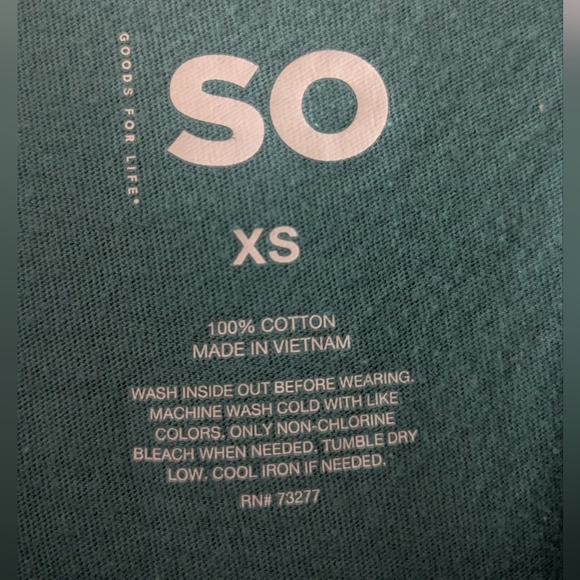 GOODS FOR LIFE®
SO
XS
100% COTTON
MADE IN VIETNAM
WASH INSIDE OUT BEFORE WEARING.
MACHINE WASH COLD WITH LIKE
COLORS. ONLY NON-CHLORINE
BLEACH WHEN NEEDED. TUMBLE DRY
LOW. COOL IRON IF NEEDED.
RN# 73277